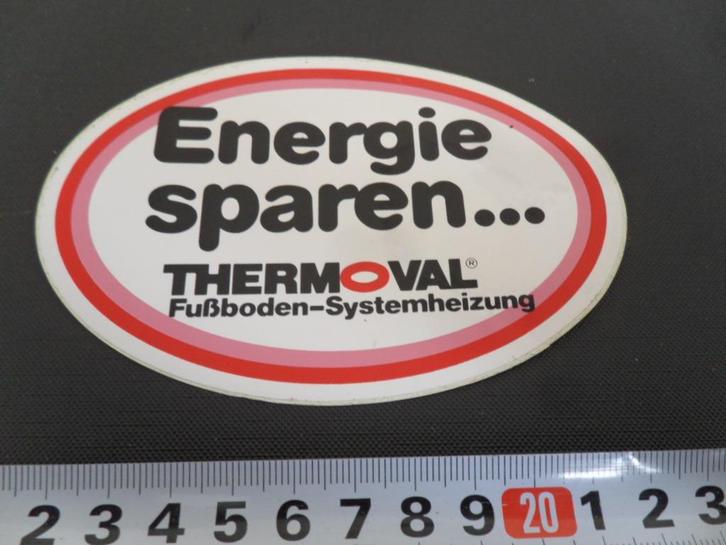 Energie
sparen...
THERMOVAL®
Fußboden-Systemheizung
2 3 4 5 6 7 8 9 20 1 2 3